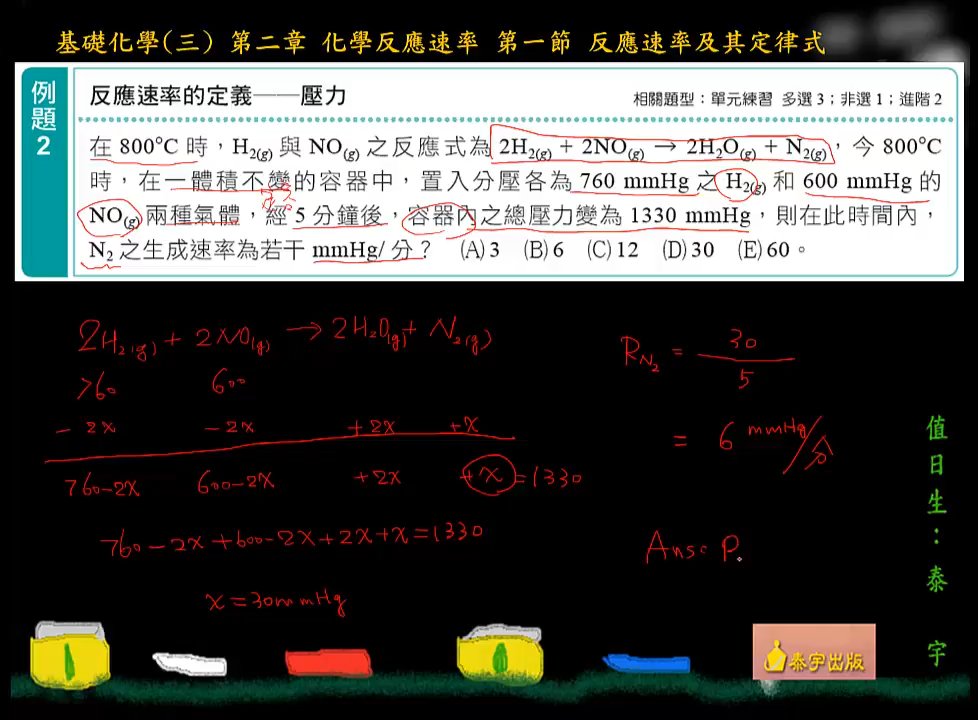 基礎化學(三) 第二章 化學反應速率 第一節 反應速率及其定律式
例題2
反應速率的定義──壓力
相關題型：單元練習 多選3；非選1；進階2
在 800°C 時，H₂(g) 與 NO(g) 之反應式為 2H₂(g) + 2NO(g) → 2H₂O(g) + N₂(g)，今 800°C
時，在一體積不變的容器中，置入分壓各為 760 mmHg 之 H₂(g) 和 600 mmHg 的
NO(g) 兩種氣體，經 5 分鐘後，容器內之總壓力變為 1330 mmHg，則在此時間內，
N₂ 之生成速率為若干 mmHg/ 分？ (A) 3 (B) 6 (C) 12 (D) 30 (E) 60。
2H₂(g) + 2NO(g) → 2H₂O(g) + N₂(g)
760 600
-2x -2x +2x +x
760-2x 600-2x +2x +x = 1330
760-2x+600-2x+2x+x=1330
x = 30mmHg
R N₂ = 30/5
= 6 mmHg/分
Ans: P
值日生：泰宇
1
0
泰宇出版